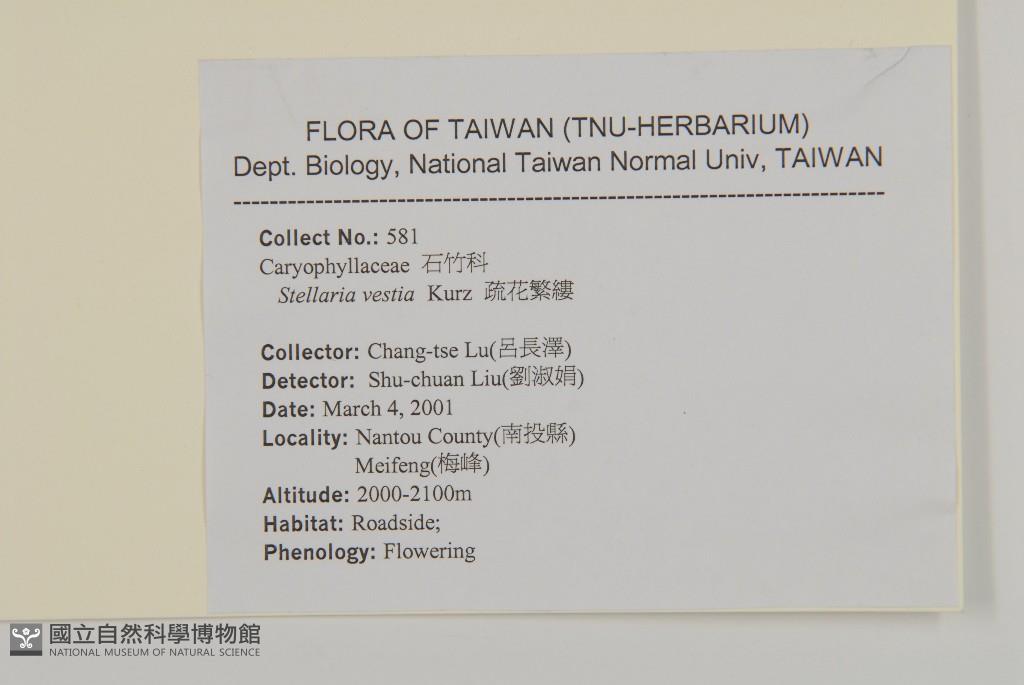 FLORA OF TAIWAN (TNU-HERBARIUM)
Dept. Biology, National Taiwan Normal Univ, TAIWAN
Collect No.: 581
Caryophyllaceae 石竹科
Stellaria vestia Kurz 疏花繁縷
Collector: Chang-tse Lu(呂長澤)
Detector: Shu-chuan Liu(劉淑娟)
Date: March 4, 2001
Locality: Nantou County(南投縣)
Meifeng(梅峰)
Altitude: 2000-2100m
Habitat: Roadside;
Phenology: Flowering
國立自然科學博物館
NATIONAL MUSEUM OF NATURAL SCIENCE